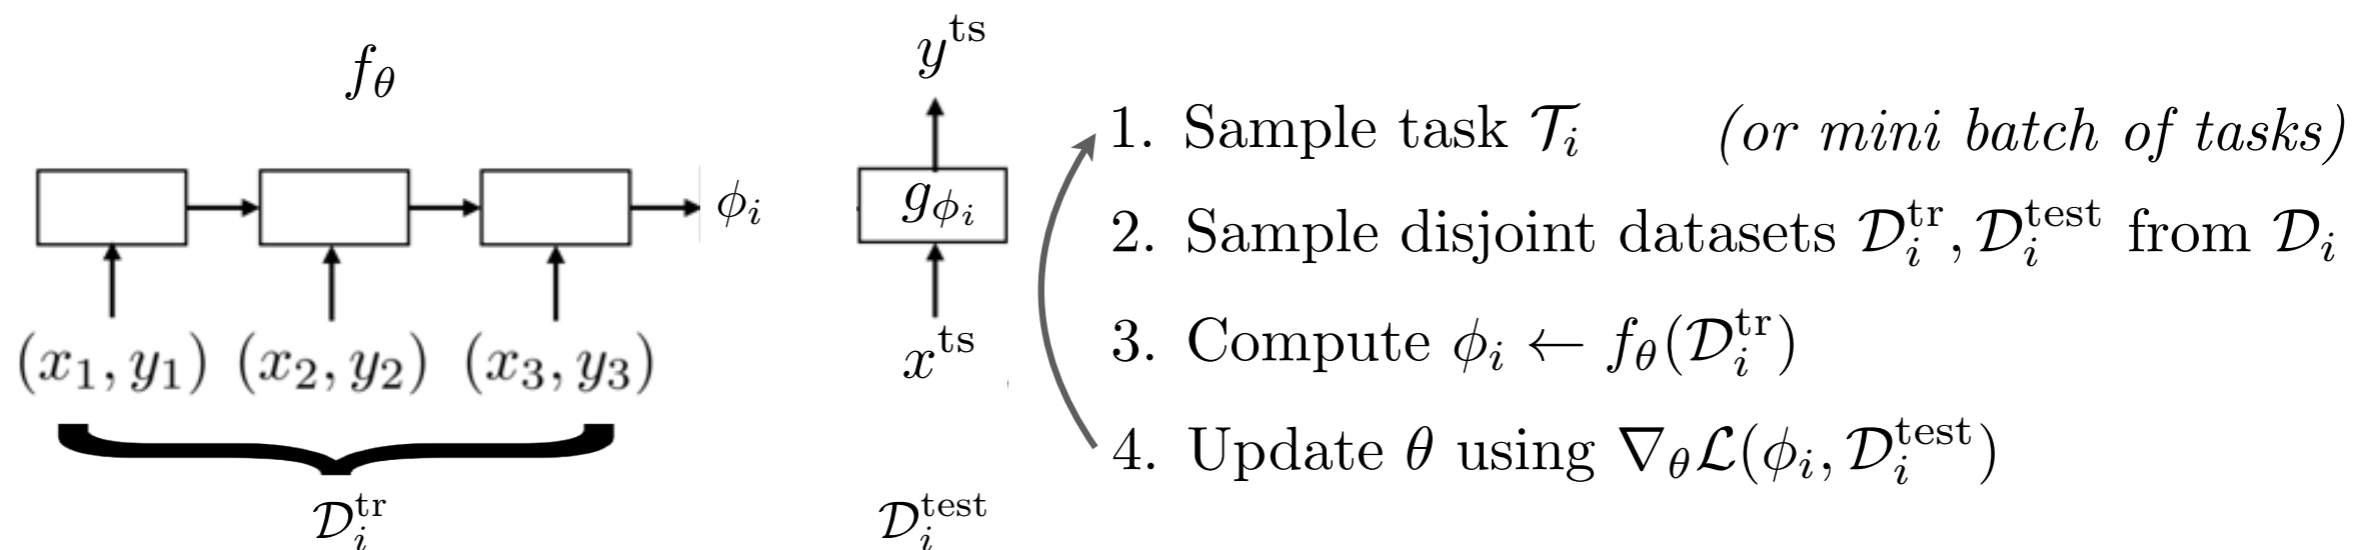 f_θ
ϕ_i
(x_1, y_1) (x_2, y_2) (x_3, y_3)
𝒟_i^tr
y^ts
g_{ϕ_i}
x^ts
𝒟_i^test
1. Sample task 𝒯_i (or mini batch of tasks)
2. Sample disjoint datasets 𝒟_i^tr, 𝒟_i^test from 𝒟_i
3. Compute ϕ_i ← f_θ(𝒟_i^tr)
4. Update θ using ∇_θ ℒ(ϕ_i, 𝒟_i^test)